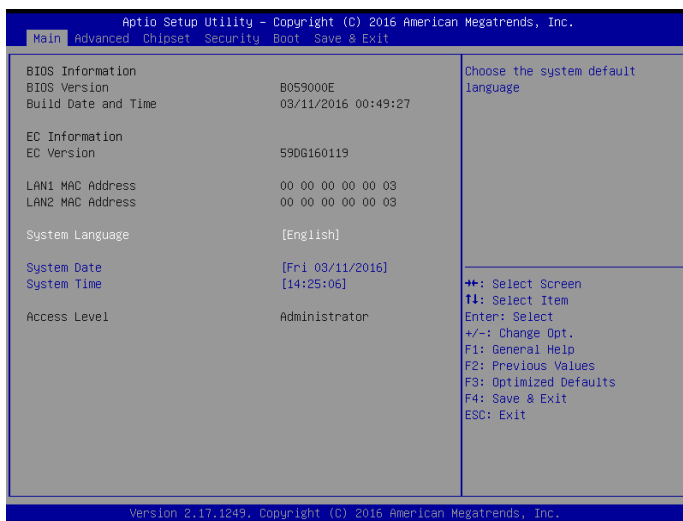 Aptio Setup Utility – Copyright (C) 2016 American Megatrends, Inc.
Main Advanced Chipset Security Boot Save & Exit
BIOS Information
BIOS Version B059000E
Build Date and Time 03/11/2016 00:49:27
EC Information
EC Version 59DG160119
LAN1 MAC Address 00 00 00 00 00 03
LAN2 MAC Address 00 00 00 00 00 03
System Language [English]
System Date [Fri 03/11/2016]
System Time [14:25:06]
Access Level Administrator
Choose the system default
language
→←: Select Screen
↑↓: Select Item
Enter: Select
+/-: Change Opt.
F1: General Help
F2: Previous Values
F3: Optimized Defaults
F4: Save & Exit
ESC: Exit
Version 2.17.1249. Copyright (C) 2016 American Megatrends, Inc.